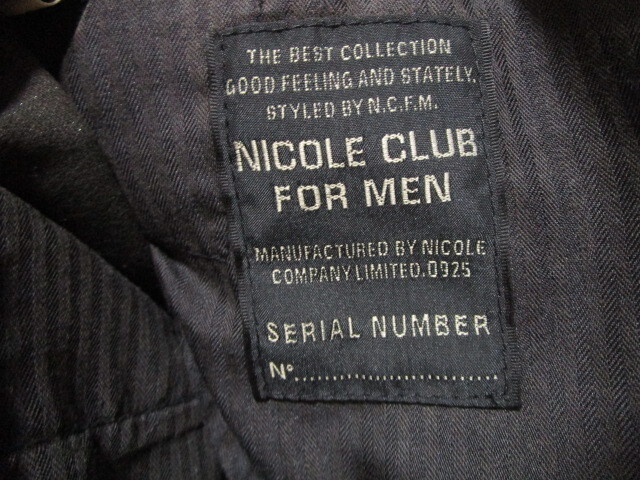 THE BEST COLLECTION
GOOD FEELING AND STATELY.
STYLED BY N.C.F.M.
NICOLE CLUB
FOR MEN
MANUFACTURED BY NICOLE
COMPANY LIMITED.0925
SERIAL NUMBER
Nº..............................